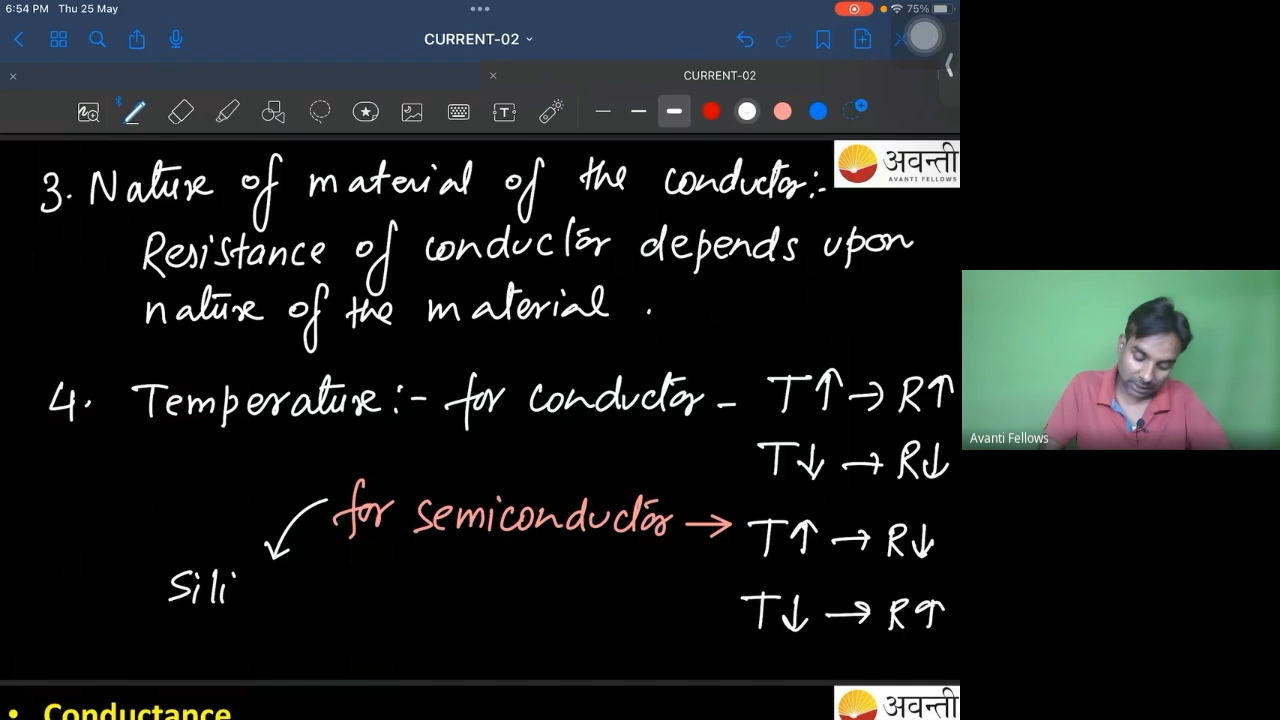 6:54 PM Thu 25 May
75%
CURRENT-02
CURRENT-02
अवन्ती
AVANTI FELLOWS
3. Nature of material of the conductor:-
Resistance of conductor depends upon
nature of the material .
4. Temperature:- for conductor - T↑ → R↑
T↓ → R↓
for semiconductor → T↑ → R↓
Sili
T↓ → R↑
Avanti Fellows
• Conductance
अवन्ती